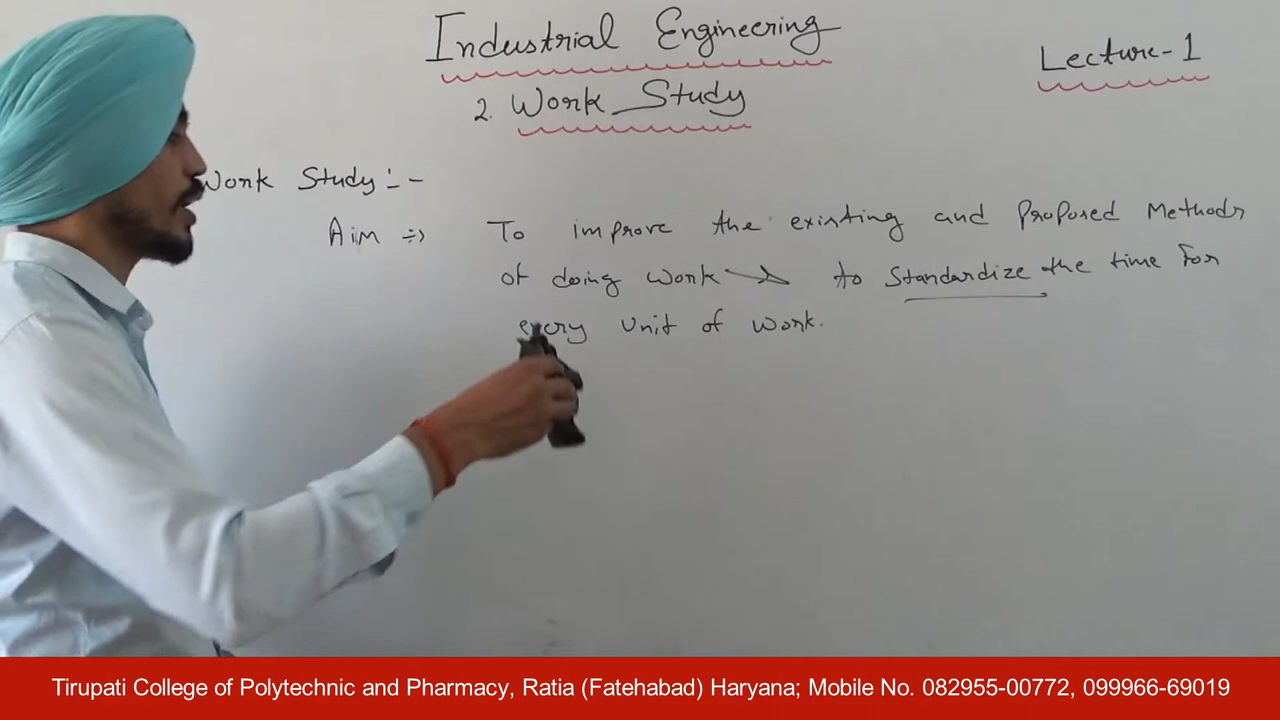 Industrial Engineering
Lecture-1
2. Work Study
Work Study :-
Aim ⇒ To improve the existing and Proposed Methods
of doing work to Standardize the time for
every unit of work.
Tirupati College of Polytechnic and Pharmacy, Ratia (Fatehabad) Haryana; Mobile No. 082955-00772, 099966-69019